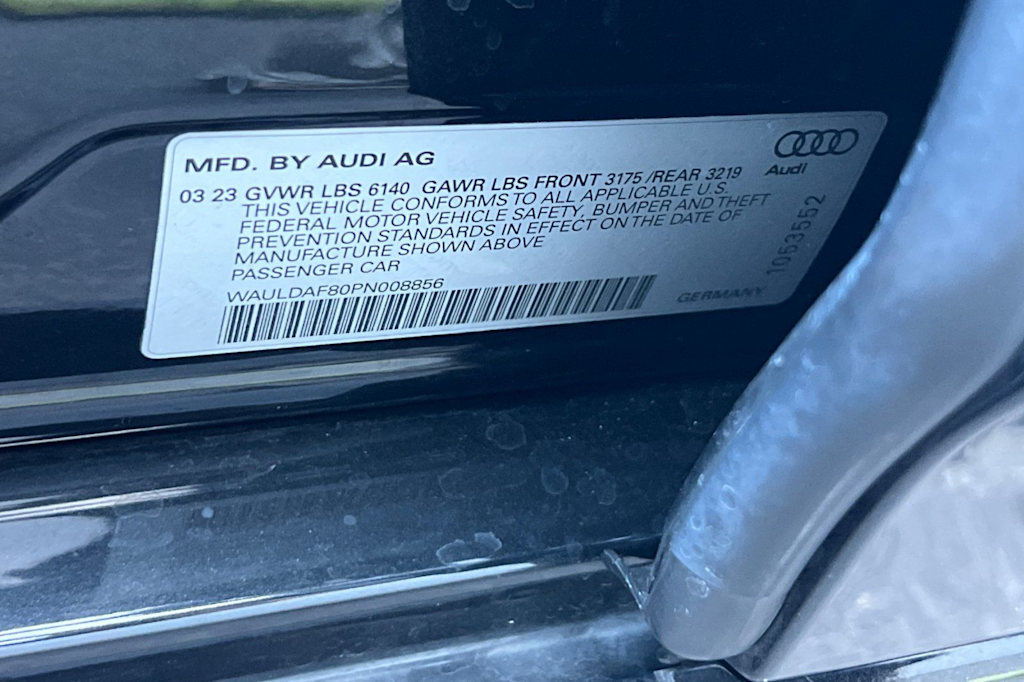 MFD. BY AUDI AG
Audi
03 23 GVWR LBS 6140 GAWR LBS FRONT 3175 /REAR 3219
THIS VEHICLE CONFORMS TO ALL APPLICABLE U.S.
FEDERAL MOTOR VEHICLE SAFETY, BUMPER AND THEFT
PREVENTION STANDARDS IN EFFECT ON THE DATE OF
MANUFACTURE SHOWN ABOVE
PASSENGER CAR
WAULDAF80PN008856
GERMANY
1053552